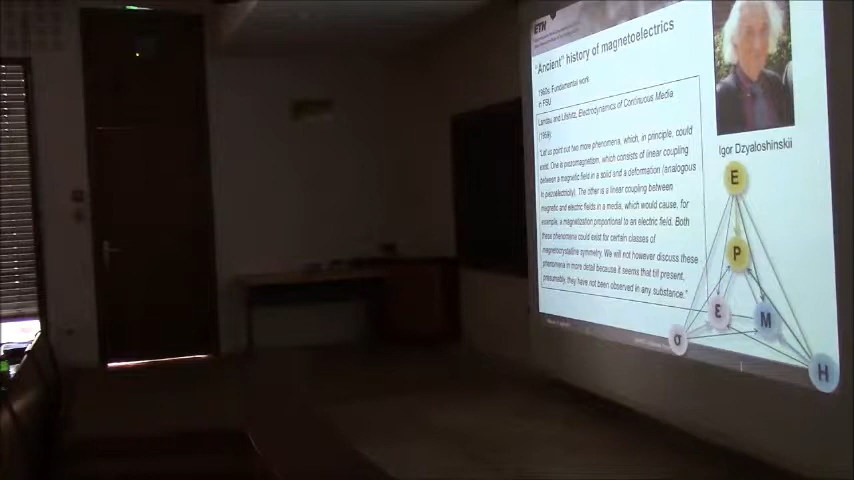 ETH
"Ancient" history of magnetoelectrics
1960s: Fundamental work
in FSU
Landau and Lifshitz, Electrodynamics of Continuous Media
(1959)
"Let us point out two more phenomena, which, in principle, could
exist. One is piezomagnetism, which consists of linear coupling
between a magnetic field in a solid and a deformation (analogous
to piezoelectricity). The other is a linear coupling between
magnetic and electric fields in a media, which would cause, for
example, a magnetization proportional to an electric field. Both
these phenomena could exist for certain classes of
magnetocrystalline symmetry. We will not however discuss these
phenomena in more detail because it seems that till present,
presumably, they have not been observed in any substance."
Igor Dzyaloshinski
E
P
ε
M
σ
H